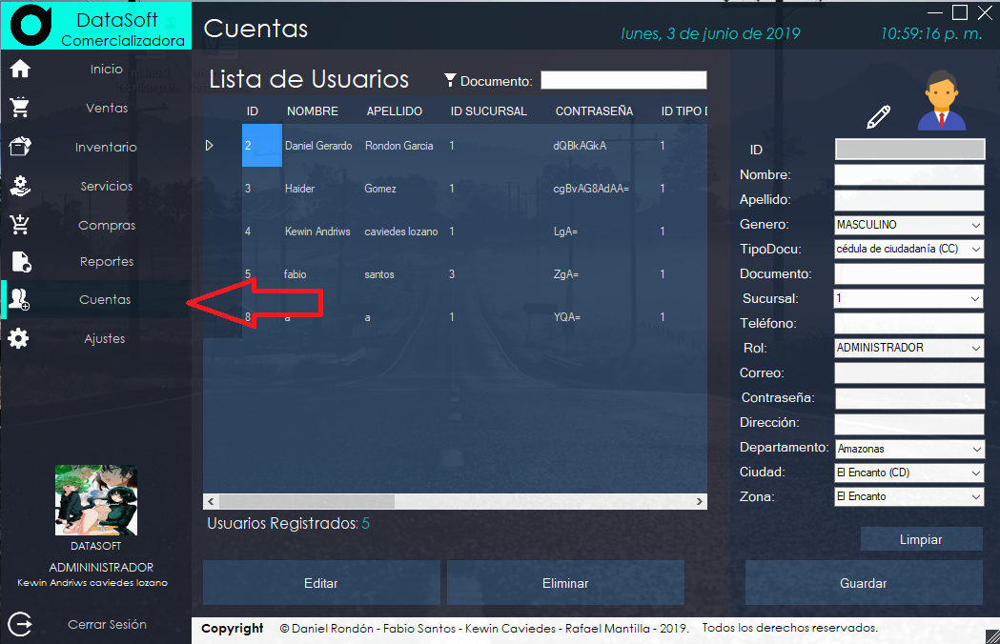 DataSoft
Comercializadora
Cuentas
lunes, 3 de junio de 2019 10:59:16 p. m.
Inicio
Ventas
Inventario
Servicios
Compras
Reportes
Cuentas
Ajustes
DATASOFT
ADMININISTRADOR
Kewin Andriws caviedes lozano
Cerrar Sesión
Lista de Usuarios Documento:
ID NOMBRE APELLIDO ID SUCURSAL CONTRASEÑA ID TIPO
2 Daniel Gerardo Rondon Garcia 1 dQBkAGkA 1
3 Haider Gomez 1 cgBvAG8AdAA= 1
4 Kewin Andriws caviedes lozano 1 LgA= 1
5 fabio santos 3 ZgA= 1
8 a a 1 YQA= 1
Usuarios Registrados: 5
Editar Eliminar
ID
Nombre:
Apellido:
Genero: MASCULINO
TipoDocu: cédula de ciudadanía (CC)
Documento:
Sucursal: 1
Teléfono:
Rol: ADMINISTRADOR
Correo:
Contraseña:
Dirección:
Departamento: Amazonas
Ciudad: El Encanto (CD)
Zona: El Encanto
Limpiar
Guardar
Copyright © Daniel Rondón - Fabio Santos - Kewin Caviedes - Rafael Mantilla - 2019. Todos los derechos reservados.